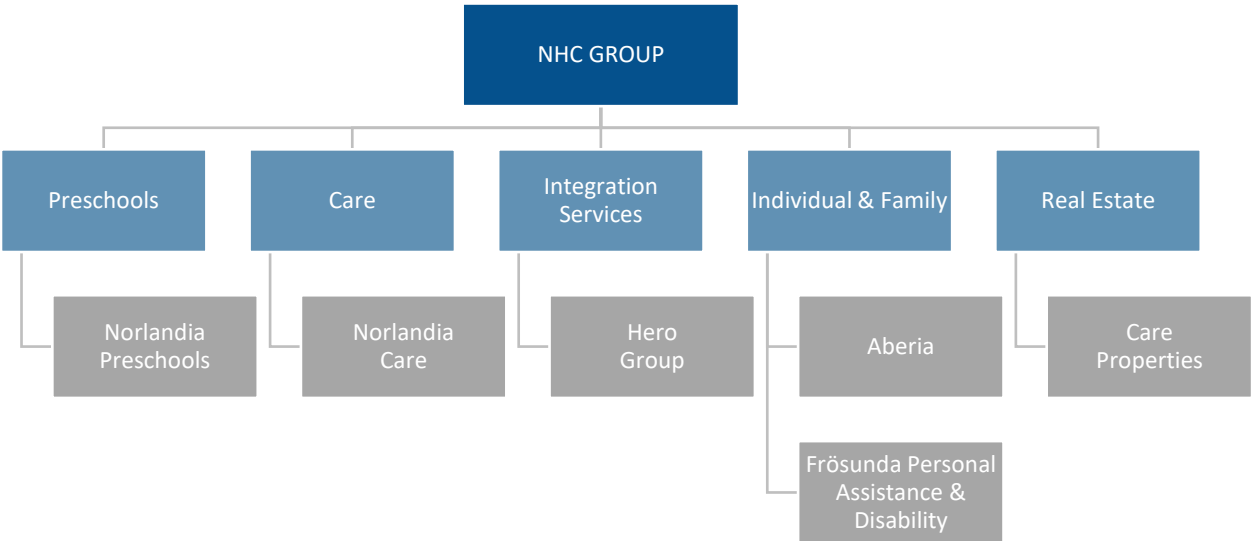 NHC GROUP
Preschools
Care
Integration
Services
Individual & Family
Real Estate
Norlandia
Preschools
Norlandia
Care
Hero
Group
Aberia
Care
Properties
Frösunda Personal
Assistance &
Disability